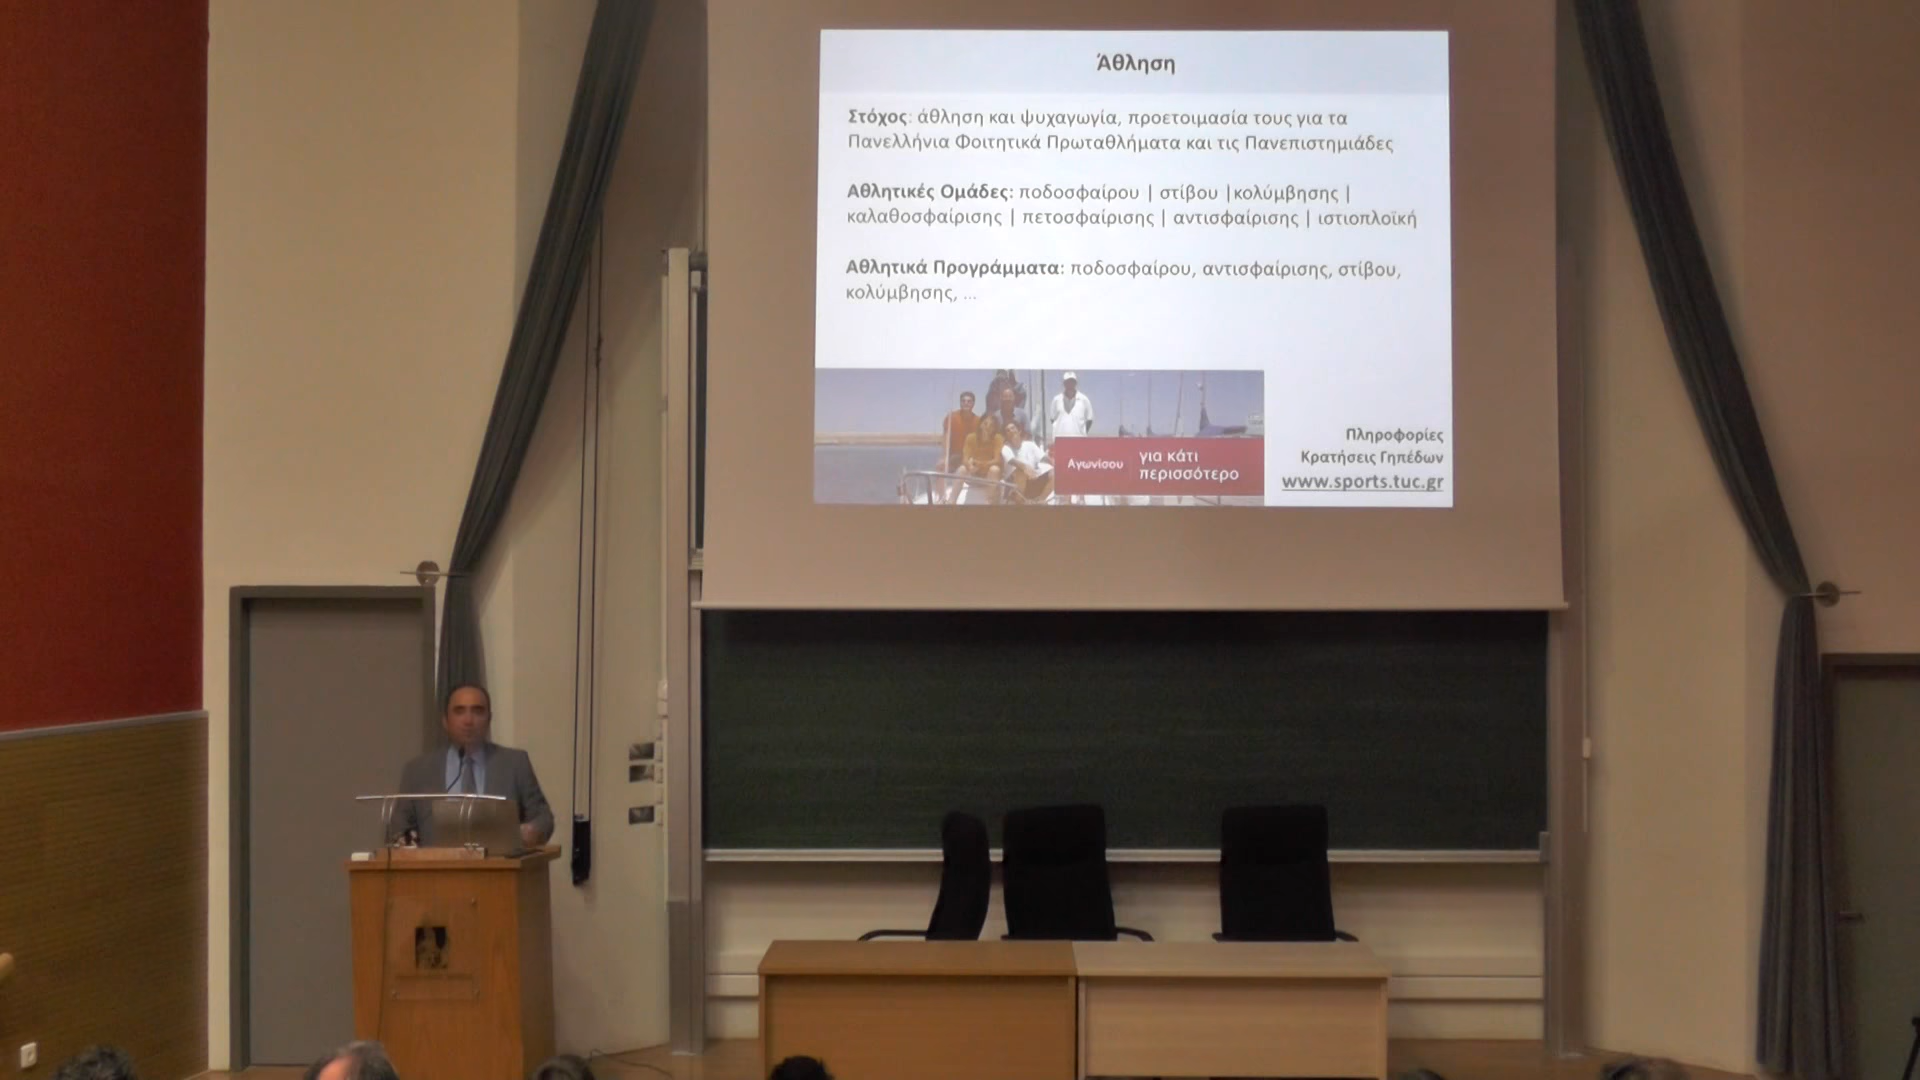 Άθληση
Στόχος: άθληση και ψυχαγωγία, προετοιμασία τους για τα
Πανελλήνια Φοιτητικά Πρωταθλήματα και τις Πανεπιστημιάδες
Αθλητικές Ομάδες: ποδοσφαίρου | στίβου |κολύμβησης |
καλαθοσφαίρισης | πετοσφαίρισης | αντισφαίρισης | ιστιοπλοϊκή
Αθλητικά Προγράμματα: ποδοσφαίρου, αντισφαίρισης, στίβου,
κολύμβησης, ...
Αγωνίσου για κάτι
περισσότερο
Πληροφορίες
Κρατήσεις Γηπέδων
www.sports.tuc.gr